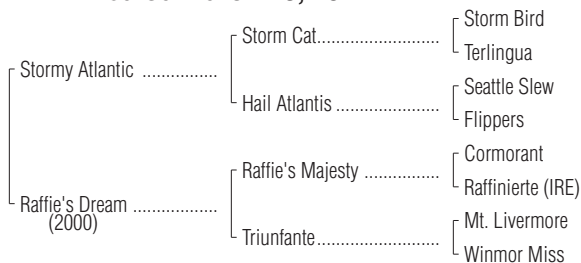 Storm Bird
Storm Cat
Terlingua
Stormy Atlantic
Seattle Slew
Hail Atlantis
Flippers
Cormorant
Raffie's Majesty
Raffinierte (IRE)
Raffie's Dream
(2000)
Mt. Livermore
Triunfante
Winmor Miss